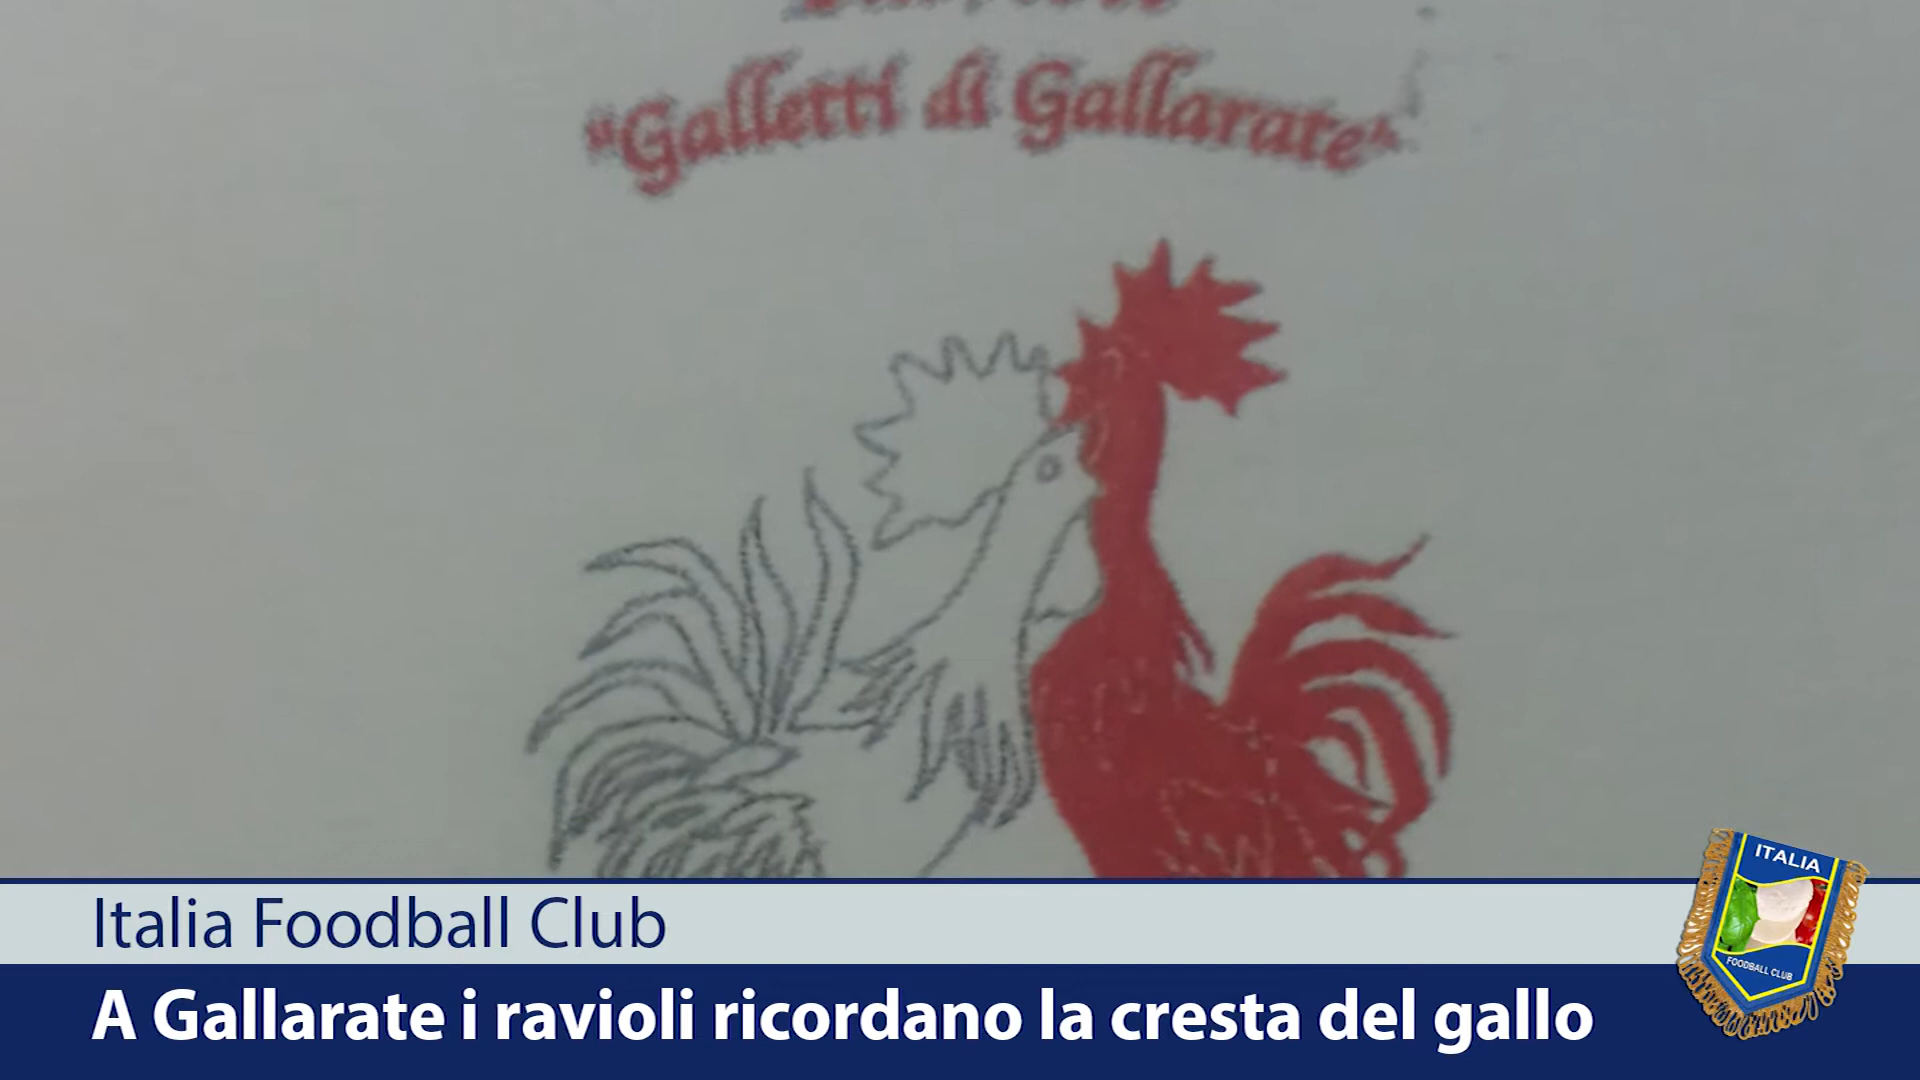 "Galletti di Gallarate"
ITALIA
FOODBALL CLUB
Italia Foodball Club
A Gallarate i ravioli ricordano la cresta del gallo